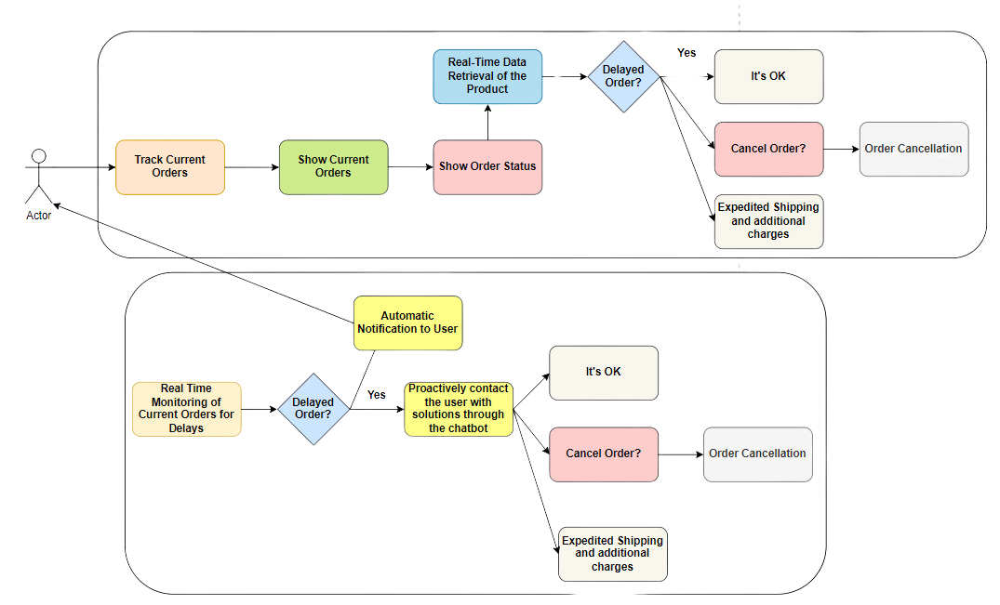 Real-Time Data
Retrieval of the
Product
Delayed
Order?
Yes
It's OK
Track Current
Orders
Show Current
Orders
Show Order Status
Cancel Order?
Order Cancellation
Actor
Expedited Shipping
and additional
charges
Automatic
Notification to User
Real Time
Monitoring of
Current Orders for
Delays
Delayed
Order?
Yes
Proactively contact
the user with
solutions through
the chatbot
It's OK
Cancel Order?
Order Cancellation
Expedited Shipping
and additional
charges